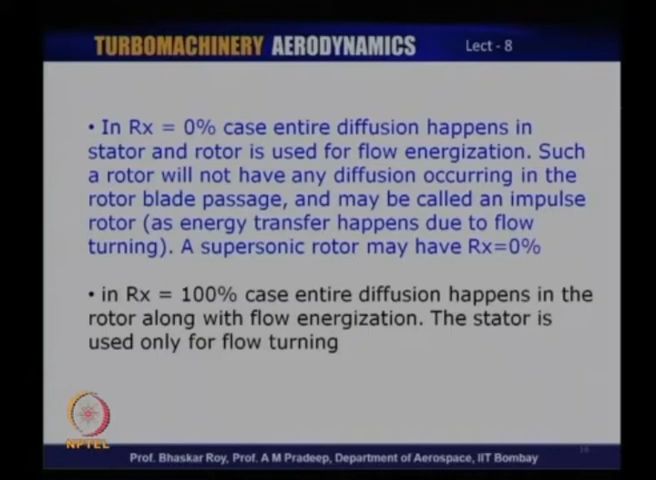 TURBOMACHINERY AERODYNAMICS Lect - 8
• In Rx = 0% case entire diffusion happens in
stator and rotor is used for flow energization. Such
a rotor will not have any diffusion occurring in the
rotor blade passage, and may be called an impulse
rotor (as energy transfer happens due to flow
turning). A supersonic rotor may have Rx=0%
• in Rx = 100% case entire diffusion happens in the
rotor along with flow energization. The stator is
used only for flow turning
NPTEL
Prof. Bhaskar Roy, Prof. A M Pradeep, Department of Aerospace, IIT Bombay